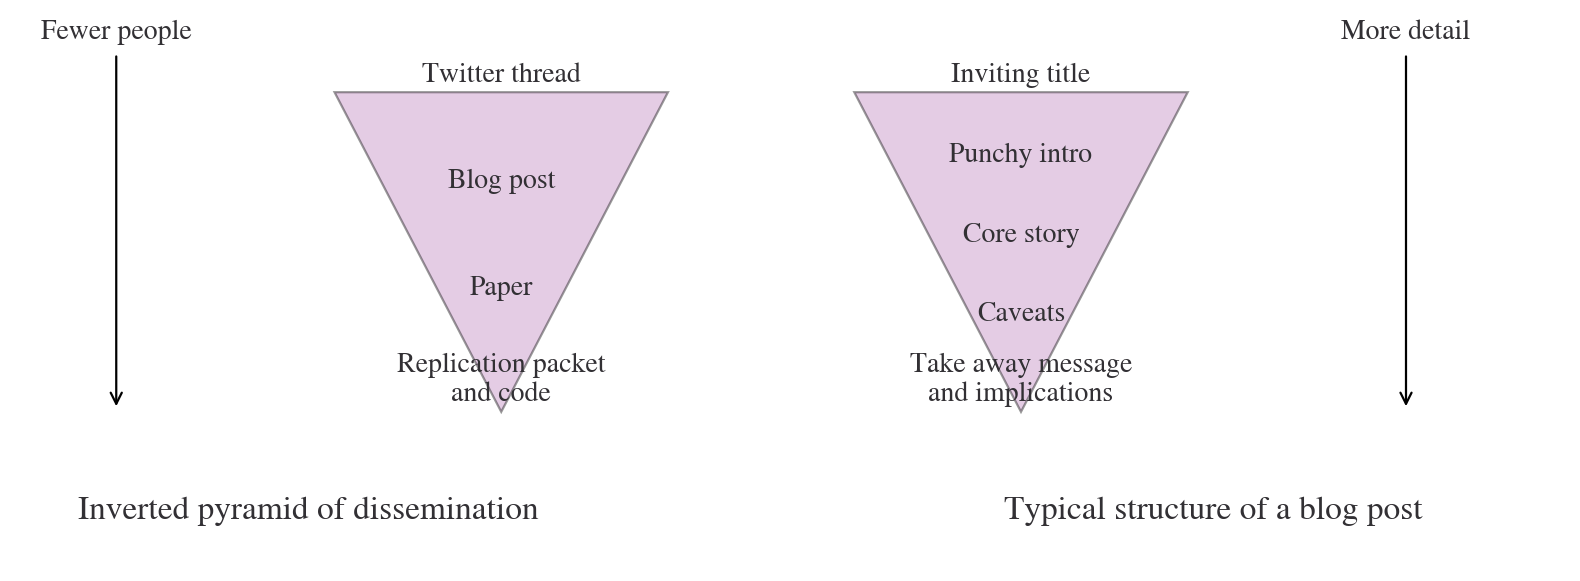 Fewer people
More detail
Twitter thread
Blog post
Paper
Replication packet
and code
Inviting title
Punchy intro
Core story
Caveats
Take away message
and implications
Inverted pyramid of dissemination
Typical structure of a blog post